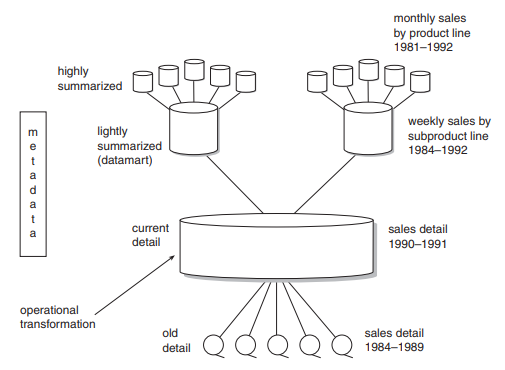 monthly sales
by product line
1981–1992
highly
summarized
metadata
lightly
summarized
(datamart)
weekly sales by
subproduct line
1984–1992
current
detail
sales detail
1990–1991
operational
transformation
old
detail
sales detail
1984–1989